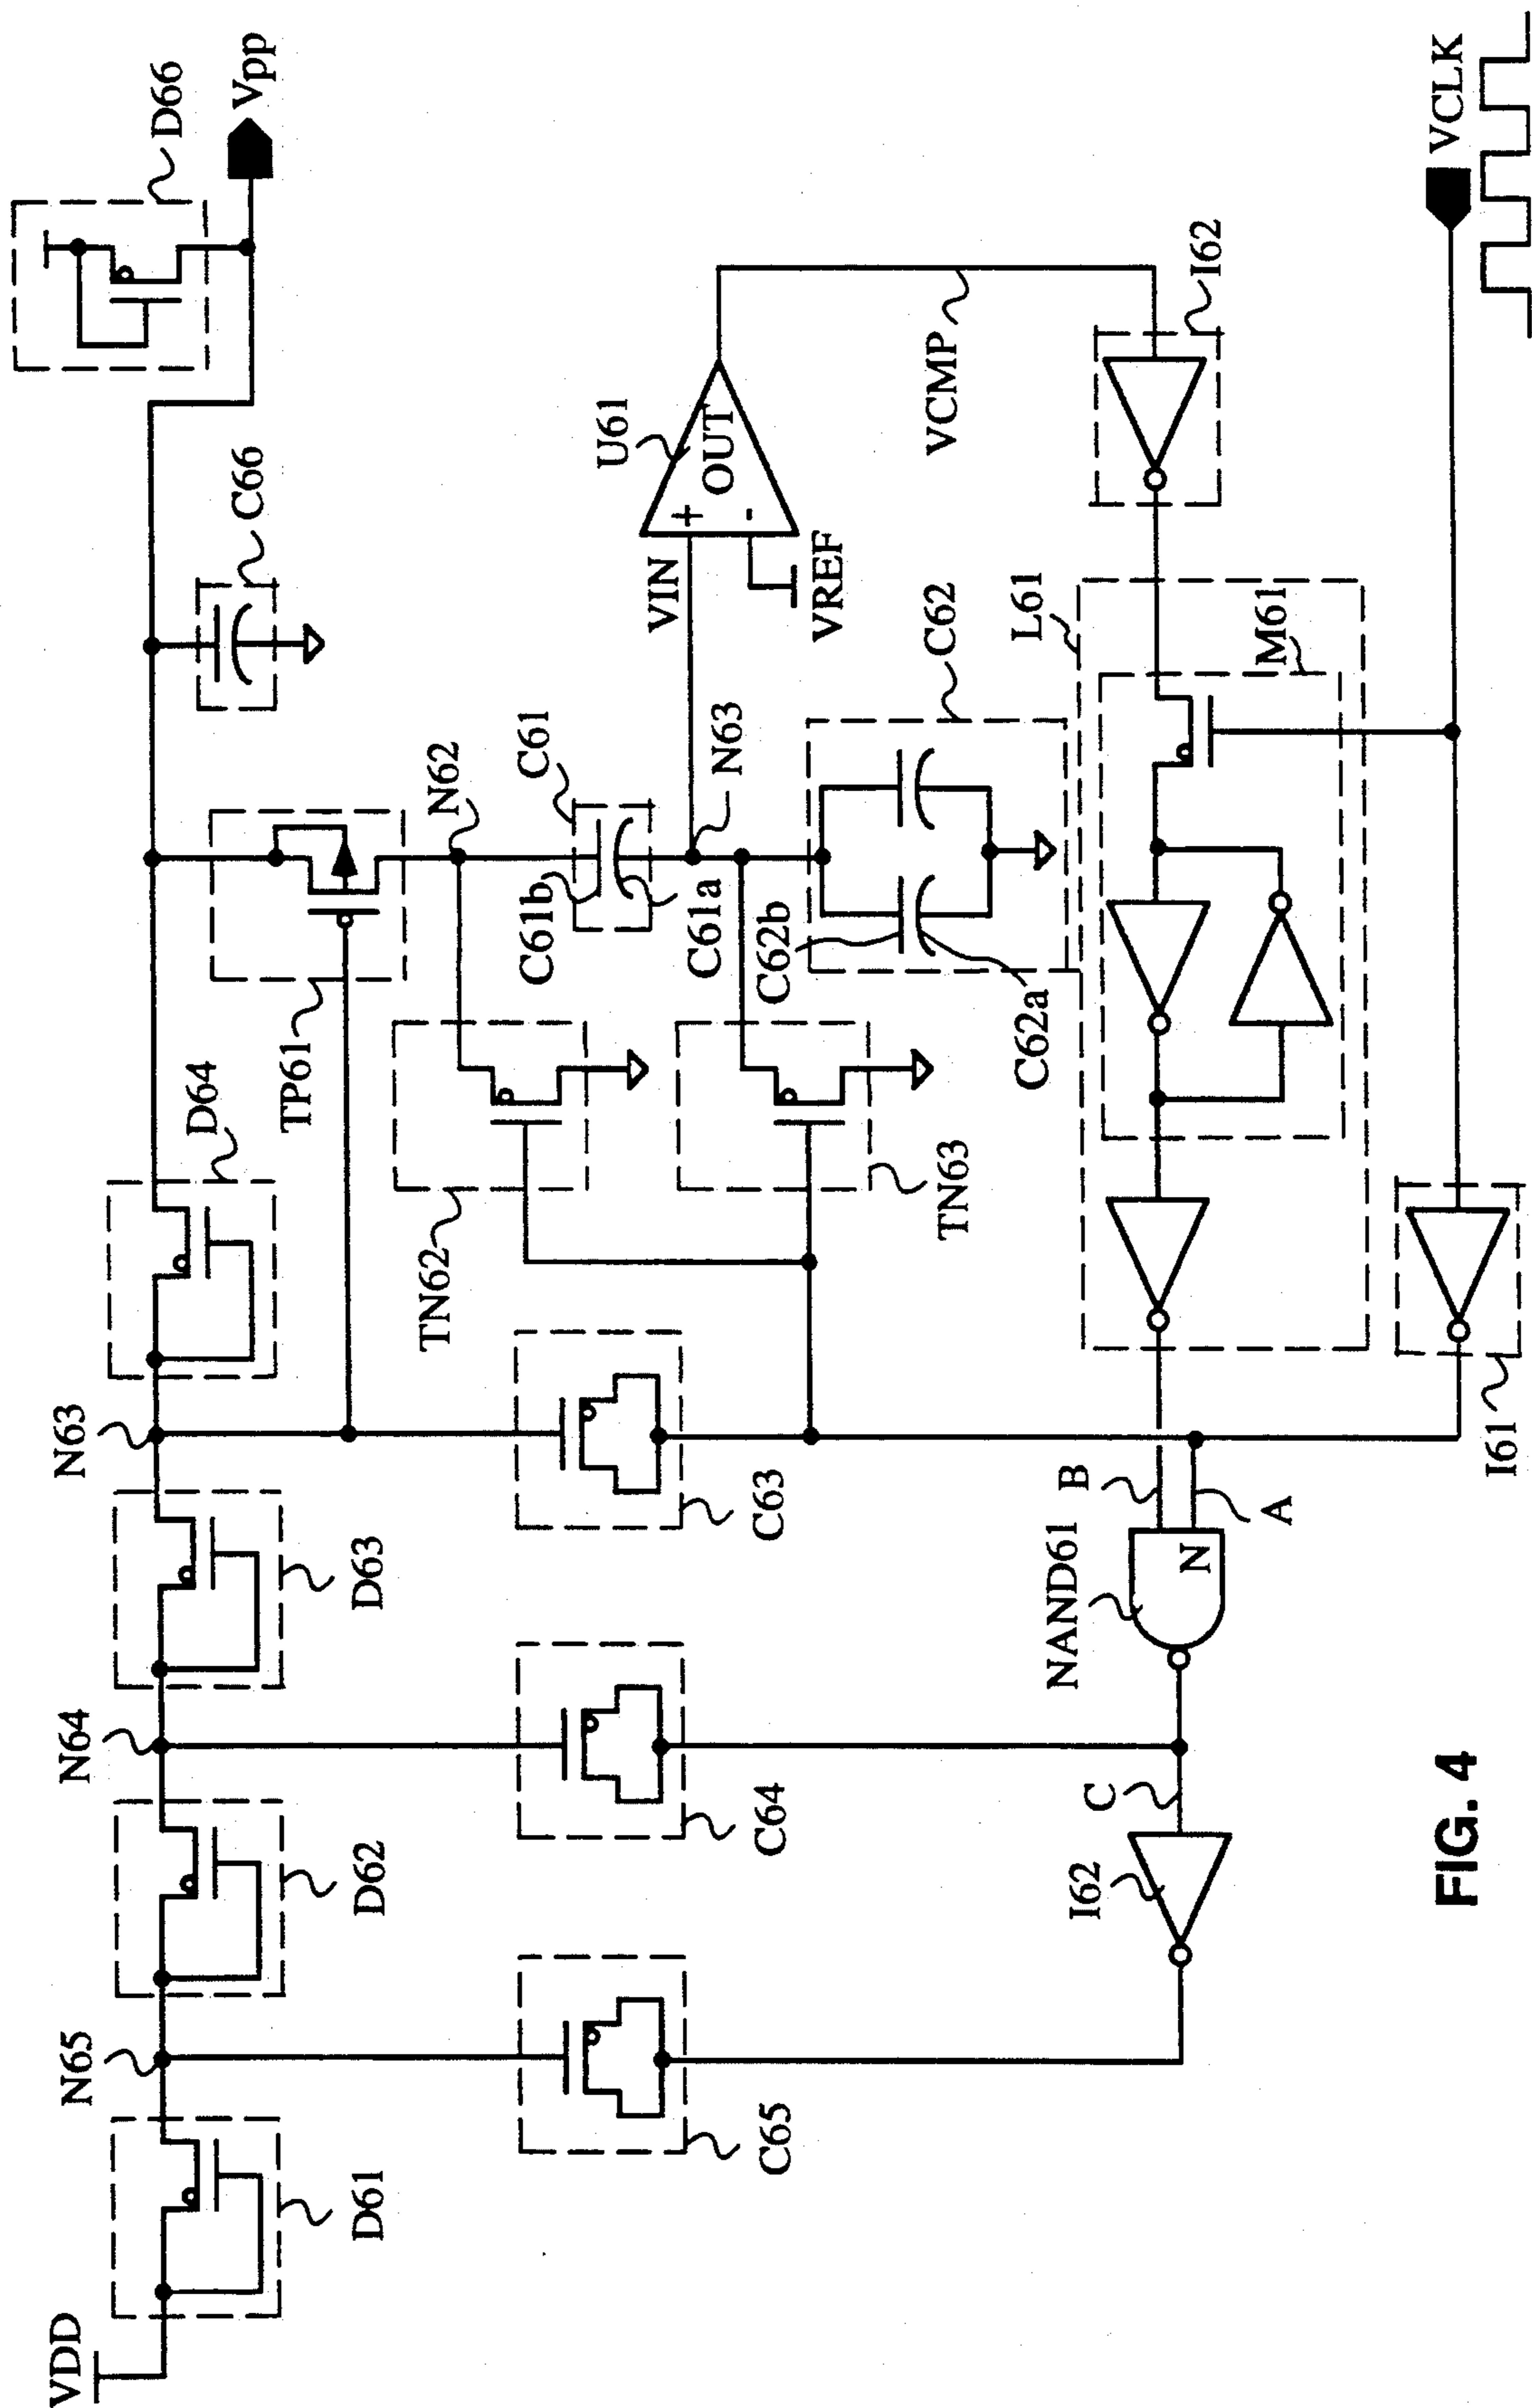 VDD
D61
N65
D62
N64
D63
N63
D64
C66
D66
Vpp
TP61
N62
C61
C61b
C61a
N63
VIN
U61
+
-
OUT
VREF
VCMP
TN62
TN63
C62b
C62a
C62
C65
C64
C63
L61
M61
I62
VCLK
I62
C
NAND61
N
B
A
I61
FIG. 4